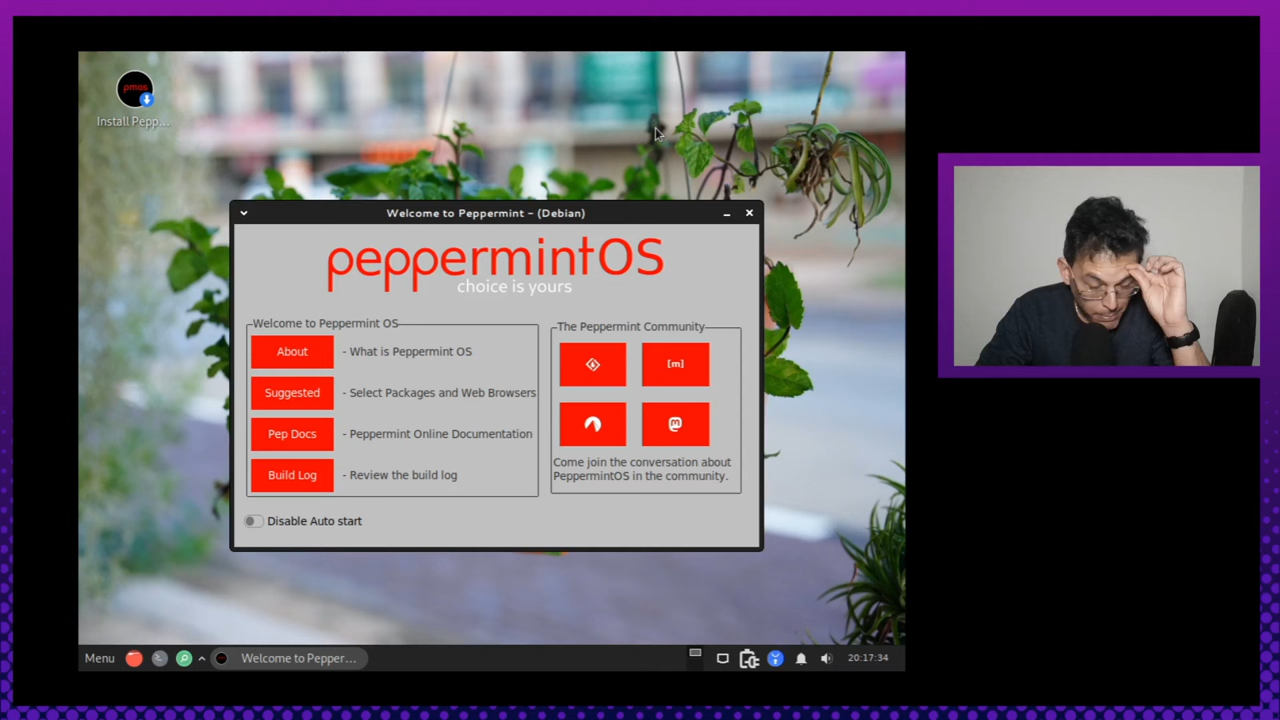 pmos
Install Pepp...
Welcome to Peppermint - (Debian)
peppermintOS
choice is yours
Welcome to Peppermint OS
About - What is Peppermint OS
Suggested - Select Packages and Web Browsers
Pep Docs - Peppermint Online Documentation
Build Log - Review the build log
The Peppermint Community
[m]
Come join the conversation about
PeppermintOS in the community.
Disable Auto start
Menu
Welcome to Pepper...
20:17:34